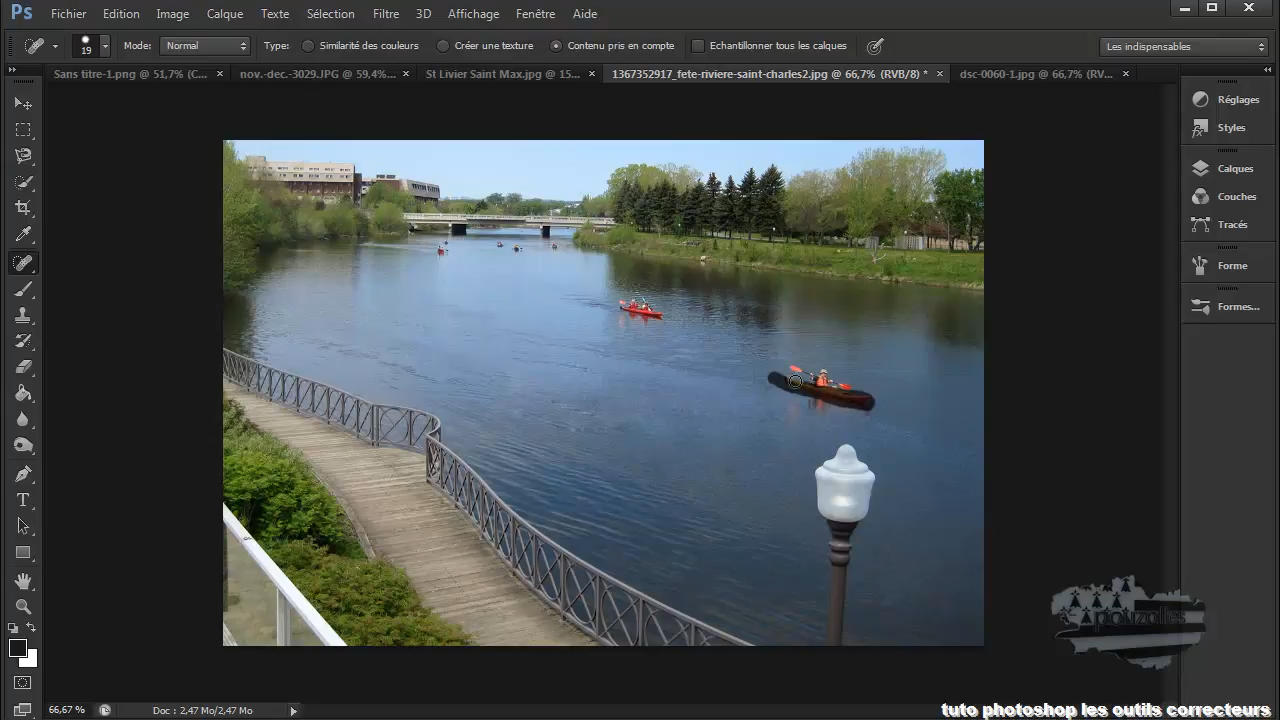 Ps Fichier Edition Image Calque Texte Sélection Filtre 3D Affichage Fenêtre Aide
19 Mode: Normal Type: Similarité des couleurs Créer une texture Contenu pris en compte Echantillonner tous les calques Les indispensables
Sans titre-1.png @ 51,7% (C... × nov.-dec.-3029.JPG @ 59,4%... × St Livier Saint Max.jpg @ 15... × 1367352917_fete-riviere-saint-charles2.jpg @ 66,7% (RVB/8) * × dsc-0060-1.jpg @ 66,7% (RV... ×
Réglages
Styles
Calques
Couches
Tracés
Forme
Formes...
T
apouzolles
66,67 % Doc : 2,47 Mo/2,47 Mo
tuto photoshop les outils correcteurs